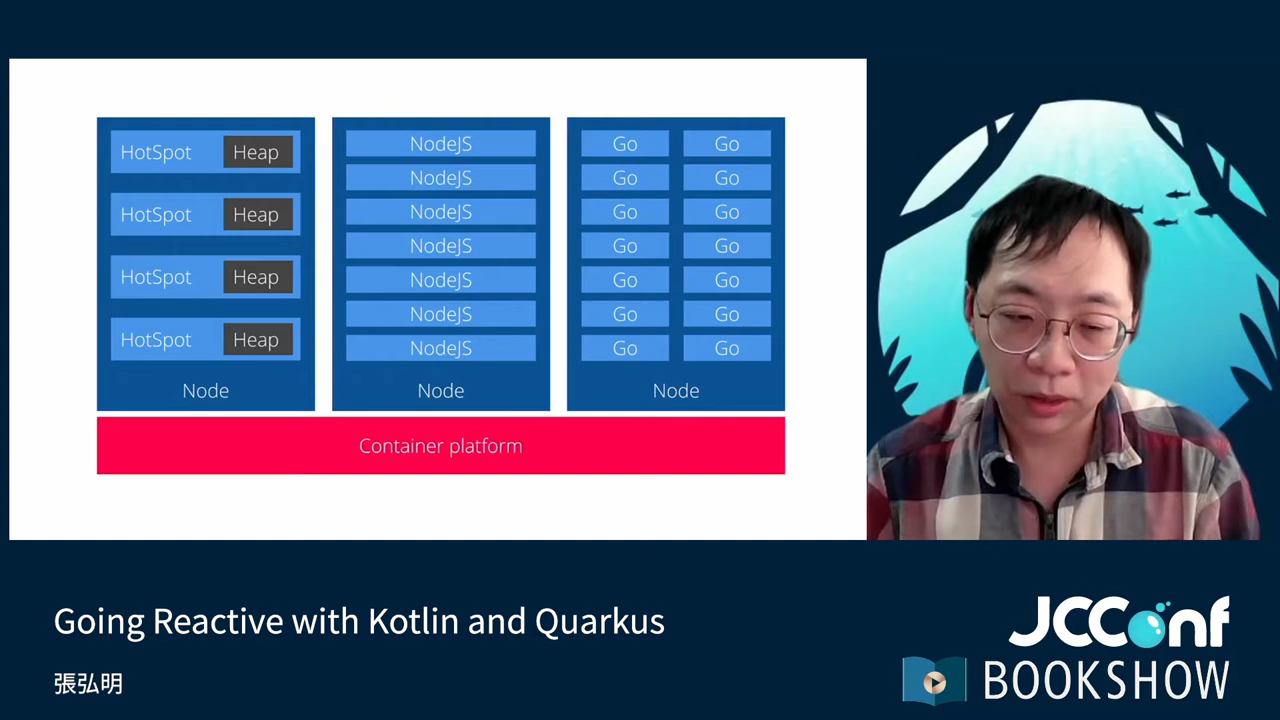 HotSpot Heap
HotSpot Heap
HotSpot Heap
HotSpot Heap
Node
NodeJS
NodeJS
NodeJS
NodeJS
NodeJS
NodeJS
NodeJS
Node
Go Go
Go Go
Go Go
Go Go
Go Go
Go Go
Go Go
Node
Container platform
Going Reactive with Kotlin and Quarkus
張弘明
JCConf
BOOKSHOW